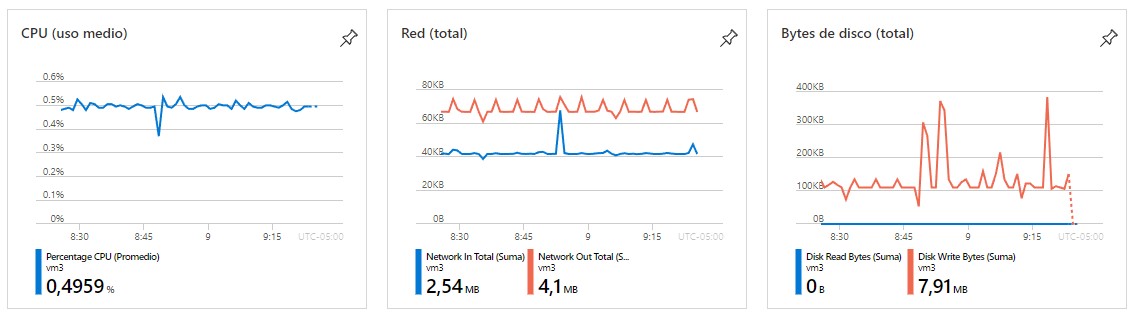 CPU (uso medio)
0.6%
0.5%
0.5%
0.4%
0.3%
0.2%
0.1%
0%
8:30 8:45 9 9:15 UTC-05:00
Percentage CPU (Promedio)
vm3
0,4959 %
Red (total)
80KB
60KB
40KB
20KB
0B
8:30 8:45 9 9:15 UTC-05:00
Network In Total (Suma)
vm3
2,54 MB
Network Out Total (S...
vm3
4,1 MB
Bytes de disco (total)
400KB
300KB
200KB
100KB
0B
8:30 8:45 9 9:15 UTC-05:00
Disk Read Bytes (Suma)
vm3
0 B
Disk Write Bytes (Suma)
vm3
7,91 MB